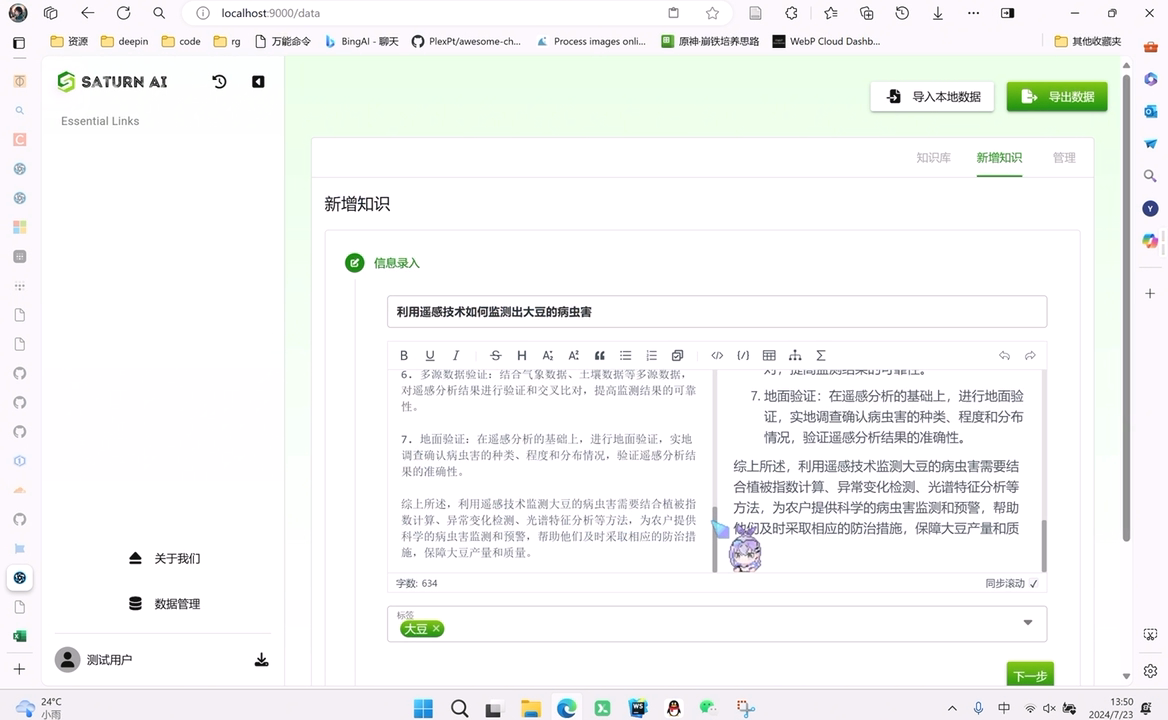 localhost:9000/data
资源
deepin
code
rg
万能命令
BingAI - 聊天
PlexPt/awesome-ch...
Process images onli...
原神·崩铁培养思路
WebP Cloud Dashb...
其他收藏夹
SATURN AI
Essential Links
导入本地数据
导出数据
知识库
新增知识
管理
新增知识
信息录入
利用遥感技术如何监测出大豆的病虫害
B U I S H
6. 多源数据验证：结合气象数据、土壤数据等多源数据，
对遥感分析结果进行验证和交叉比对，提高监测结果的可靠
性。
7. 地面验证：在遥感分析的基础上，进行地面验证，实地
调查确认病虫害的种类、程度和分布情况，验证遥感分析结
果的准确性。
综上所述，利用遥感技术监测大豆的病虫害需要结合植被指
数计算、异常变化检测、光谱特征分析等方法，为农户提供
科学的病虫害监测和预警，帮助他们及时采取相应的防治措
施，保障大豆产量和质量。
对，提高监测结果的可靠性。
7. 地面验证：在遥感分析的基础上，进行地面验
证，实地调查确认病虫害的种类、程度和分布
情况，验证遥感分析结果的准确性。
综上所述，利用遥感技术监测大豆的病虫害需要结
合植被指数计算、异常变化检测、光谱特征分析等
方法，为农户提供科学的病虫害监测和预警，帮助
他们及时采取相应的防治措施，保障大豆产量和质
字数: 634
同步滚动
标签
大豆
下一步
关于我们
数据管理
测试用户
24°C
小雨
中
13:50
2024/7/23